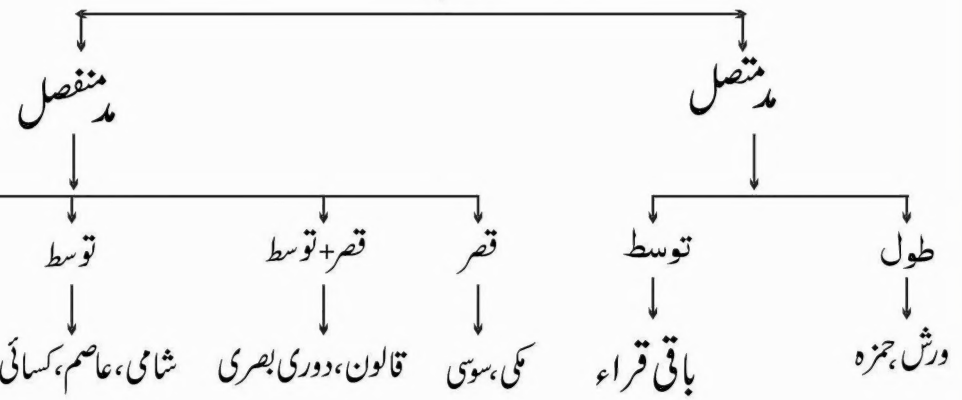 مد متصل
مد منفصل
طول
توسط
قصر
قصر+توسط
توسط
ورش، حمزہ
باقی قراء
مکی، سوسی
قالون، دوری بصری
شامی، عاصم، کسائی